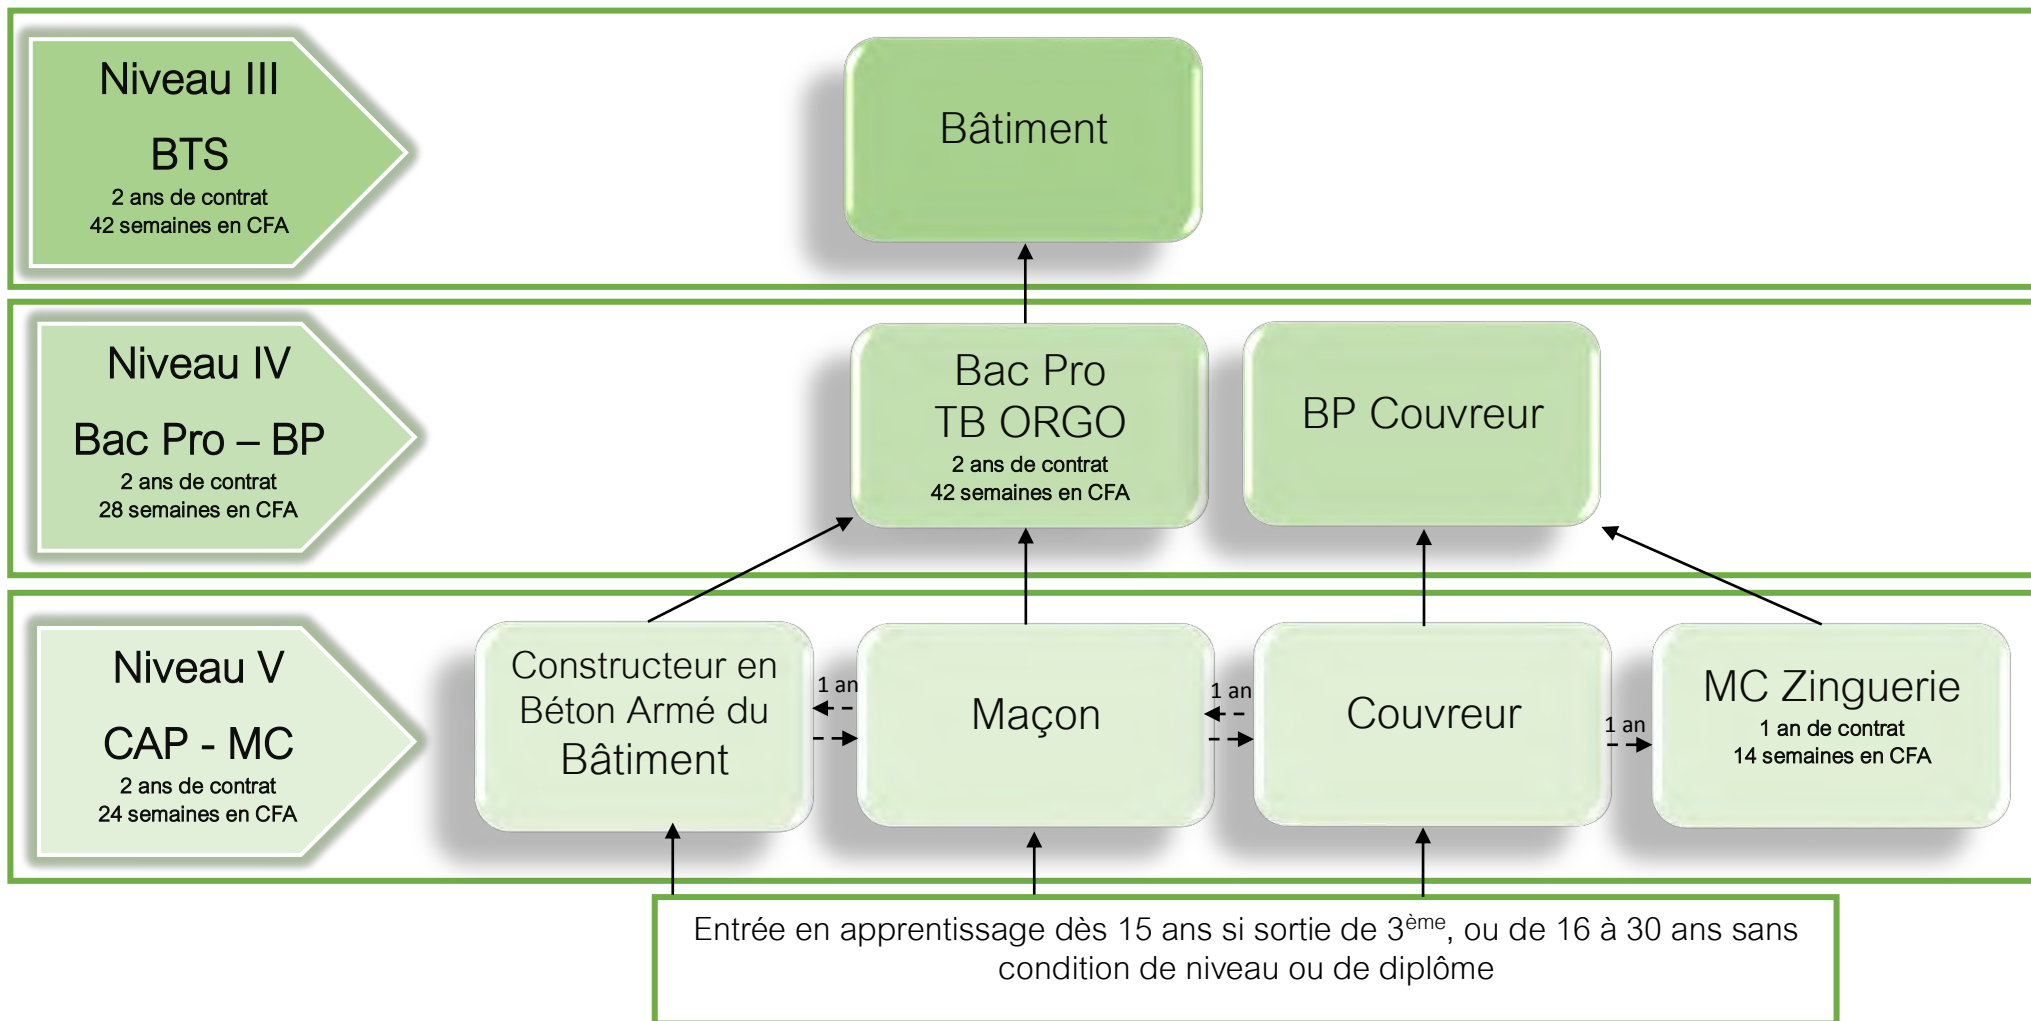 Niveau III
BTS
2 ans de contrat
42 semaines en CFA
Bâtiment
Niveau IV
Bac Pro – BP
2 ans de contrat
28 semaines en CFA
Bac Pro
TB ORGO
2 ans de contrat
42 semaines en CFA
BP Couvreur
Niveau V
CAP - MC
2 ans de contrat
24 semaines en CFA
Constructeur en
Béton Armé du
Bâtiment
1 an
Maçon
1 an
Couvreur
1 an
MC Zinguerie
1 an de contrat
14 semaines en CFA
Entrée en apprentissage dès 15 ans si sortie de 3ème, ou de 16 à 30 ans sans
condition de niveau ou de diplôme